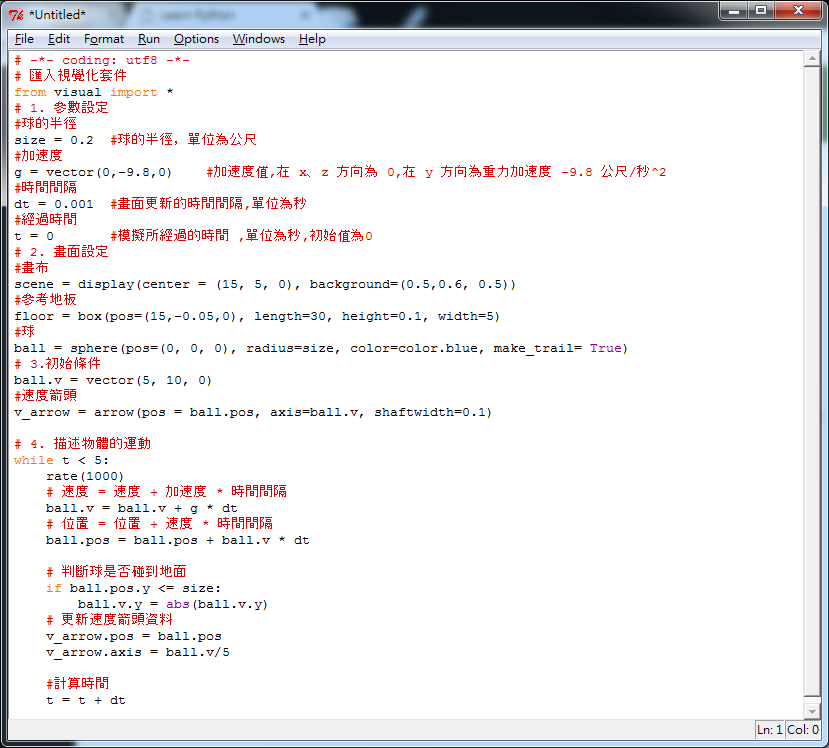 *Untitled*
File Edit Format Run Options Windows Help
# -*- coding: utf8 -*-
# 匯入視覺化套件
from visual import *
# 1. 參數設定
#球的半徑
size = 0.2  #球的半徑, 單位為公尺
#加速度
g = vector(0,-9.8,0)    #加速度值,在 x、z 方向為 0,在 y 方向為重力加速度 -9.8 公尺/秒^2
#時間間隔
dt = 0.001  #畫面更新的時間間隔,單位為秒
#經過時間
t = 0       #模擬所經過的時間 ,單位為秒,初始值為0
# 2. 畫面設定
#畫布
scene = display(center = (15, 5, 0), background=(0.5,0.6, 0.5))
#參考地板
floor = box(pos=(15,-0.05,0), length=30, height=0.1, width=5)
#球
ball = sphere(pos=(0, 0, 0), radius=size, color=color.blue, make_trail= True)
# 3.初始條件
ball.v = vector(5, 10, 0)
#速度箭頭
v_arrow = arrow(pos = ball.pos, axis=ball.v, shaftwidth=0.1)
# 4. 描述物體的運動
while t < 5:
    rate(1000)
    # 速度 = 速度 + 加速度 * 時間間隔
    ball.v = ball.v + g * dt
    # 位置 = 位置 + 速度 * 時間間隔
    ball.pos = ball.pos + ball.v * dt
    # 判斷球是否碰到地面
    if ball.pos.y <= size:
        ball.v.y = abs(ball.v.y)
    # 更新速度箭頭資料
    v_arrow.pos = ball.pos
    v_arrow.axis = ball.v/5
    #計算時間
    t = t + dt
Ln: 1 Col: 0